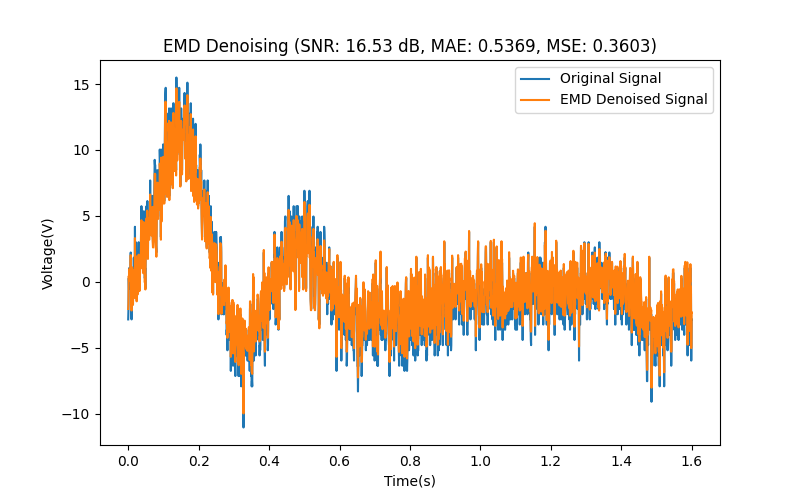 EMD Denoising (SNR: 16.53 dB, MAE: 0.5369, MSE: 0.3603)
Original Signal
EMD Denoised Signal
15
10
5
0
−5
−10
Voltage(V)
0.0 0.2 0.4 0.6 0.8 1.0 1.2 1.4 1.6
Time(s)